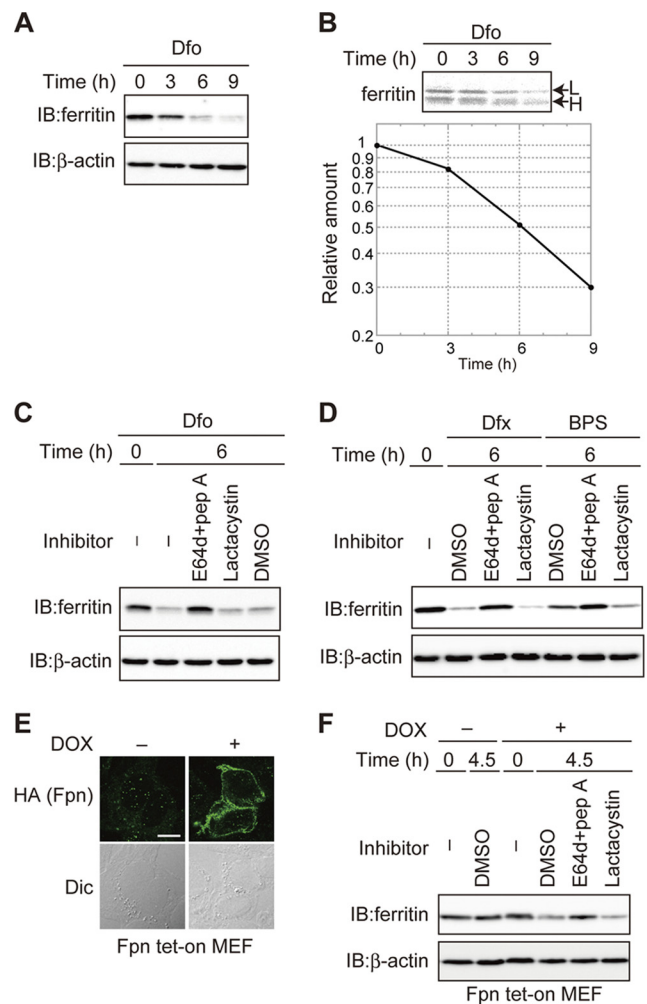 A
Dfo
Time (h) 0 3 6 9
IB:ferritin
IB:β-actin
B
Dfo
0 3 6 9
ferritin
L
H
Relative amount
1
0.9
0.8
0.7
0.6
0.5
0.4
0.3
0.2
0 3 6 9
Time (h)
C
Dfo
Time (h) 0 6
Inhibitor – – E64d+pep A Lactacystin DMSO
IB:ferritin
IB:β-actin
D
Dfx BPS
Time (h) 0 6 6
Inhibitor – DMSO E64d+pep A Lactacystin DMSO E64d+pep A Lactacystin
IB:ferritin
IB:β-actin
E
DOX – +
HA (Fpn)
Dic
Fpn tet-on MEF
F
DOX – +
Time (h) 0 4.5 0 4.5
Inhibitor – DMSO – DMSO E64d+pep A Lactacystin
IB:ferritin
IB:β-actin
Fpn tet-on MEF